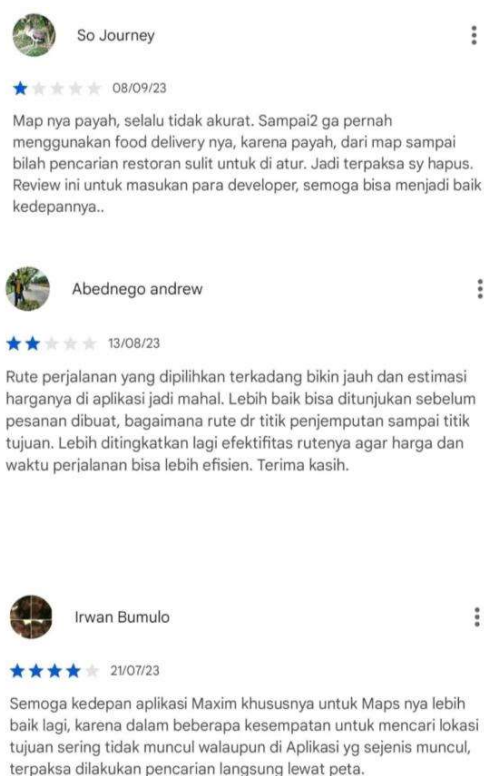 So Journey
08/09/23
Map nya payah, selalu tidak akurat. Sampai2 ga pernah
menggunakan food delivery nya, karena payah, dari map sampai
bilah pencarian restoran sulit untuk di atur. Jadi terpaksa sy hapus.
Review ini untuk masukan para developer, semoga bisa menjadi baik
kedepannya..
Abednego andrew
13/08/23
Rute perjalanan yang dipilihkan terkadang bikin jauh dan estimasi
harganya di aplikasi jadi mahal. Lebih baik bisa ditunjukan sebelum
pesanan dibuat, bagaimana rute dr titik penjemputan sampai titik
tujuan. Lebih ditingkatkan lagi efektifitas rutenya agar harga dan
waktu perjalanan bisa lebih efisien. Terima kasih.
Irwan Bumulo
21/07/23
Semoga kedepan aplikasi Maxim khususnya untuk Maps nya lebih
baik lagi, karena dalam beberapa kesempatan untuk mencari lokasi
tujuan sering tidak muncul walaupun di Aplikasi yg sejenis muncul,
terpaksa dilakukan pencarian langsung lewat peta.